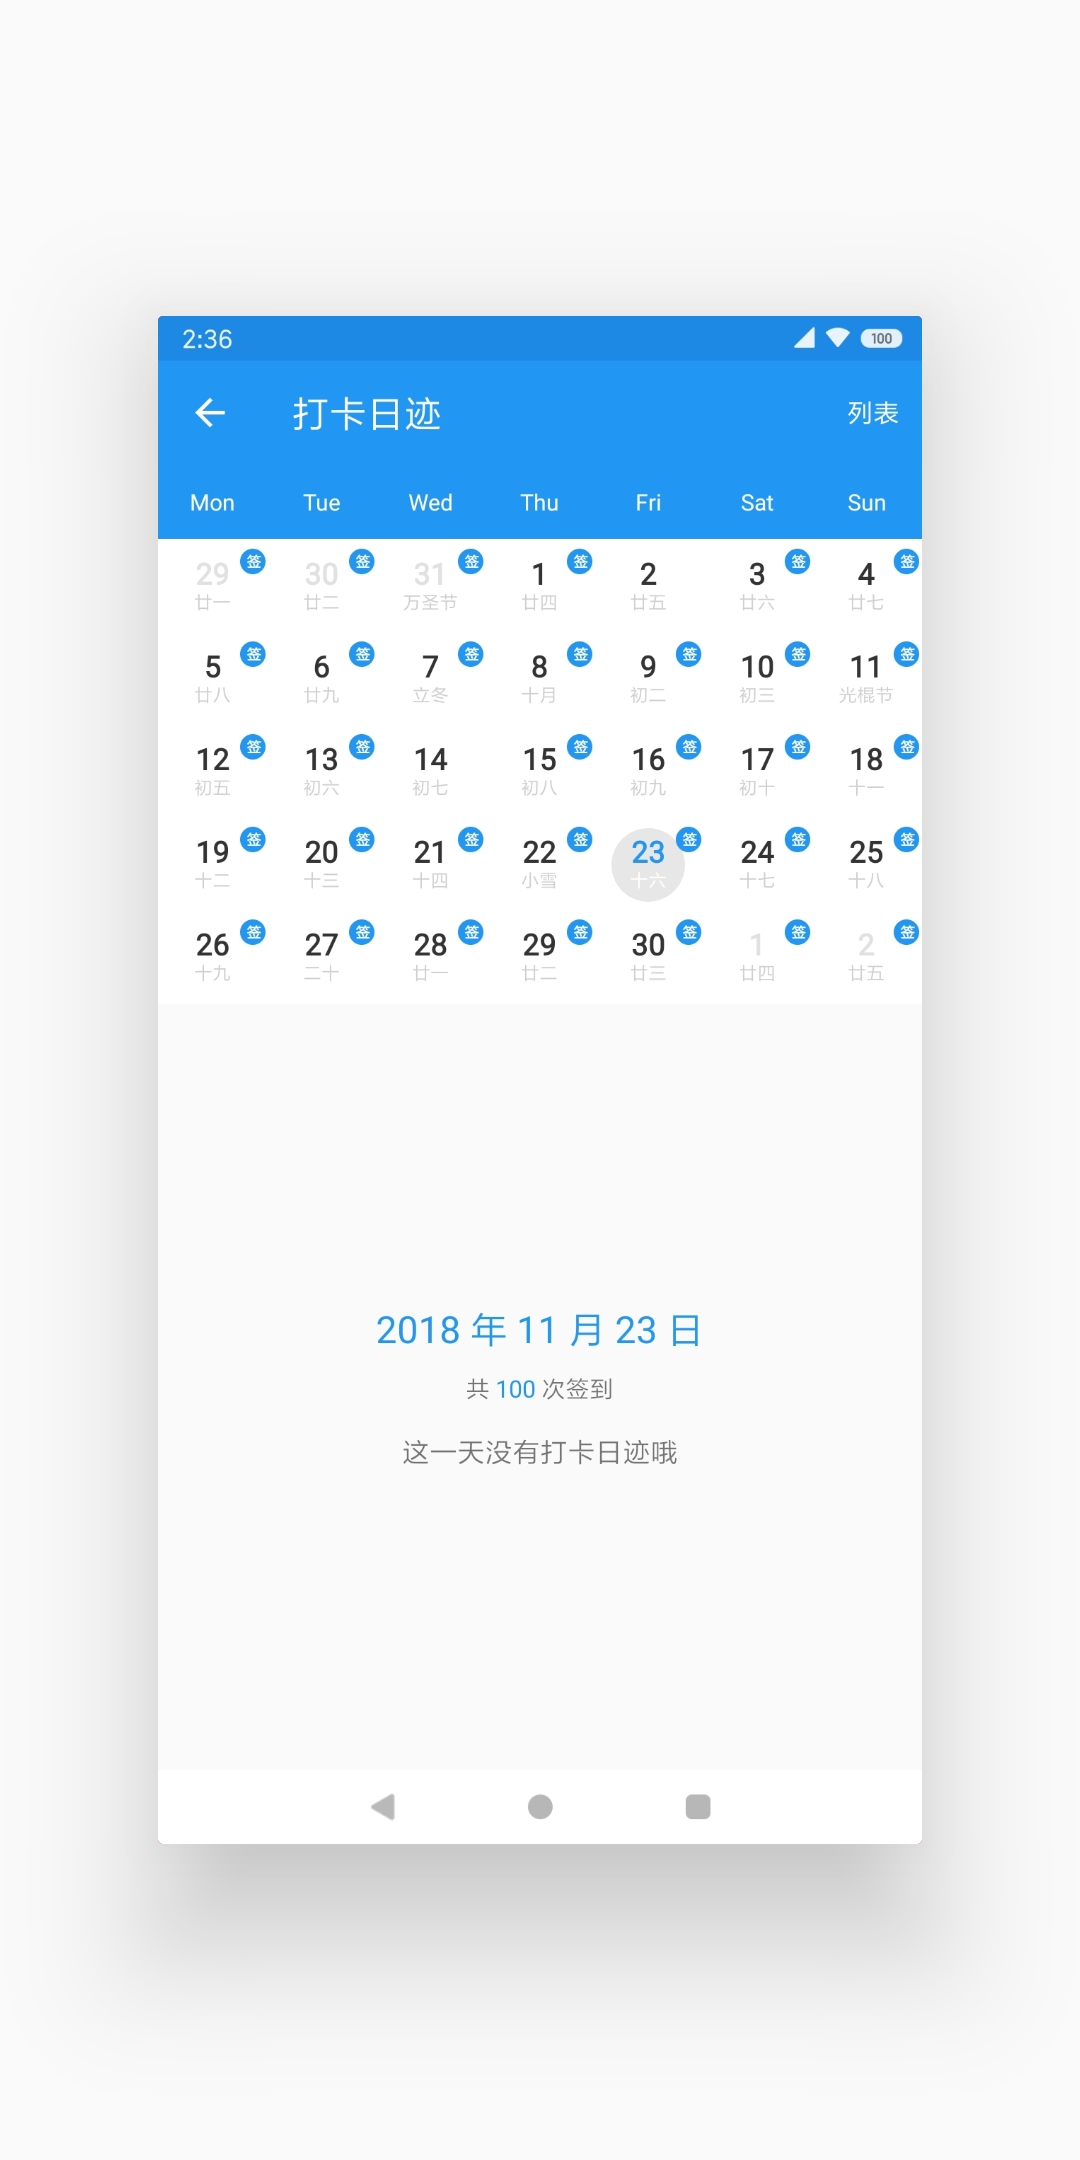 2:36 100
打卡日迹 列表
Mon Tue Wed Thu Fri Sat Sun
29 签 30 签 31 签 1 签 2 3 签 4 签
廿一 廿二 万圣节 廿四 廿五 廿六 廿七
5 签 6 签 7 签 8 签 9 签 10 签 11 签
廿八 廿九 立冬 十月 初二 初三 光棍节
12 签 13 签 14 15 签 16 签 17 签 18 签
初五 初六 初七 初八 初九 初十 十一
19 签 20 签 21 签 22 签 23 签 24 签 25 签
十二 十三 十四 小雪 十六 十七 十八
26 签 27 签 28 签 29 签 30 签 1 签 2 签
十九 二十 廿一 廿二 廿三 廿四 廿五
2018 年 11 月 23 日
共 100 次签到
这一天没有打卡日迹哦